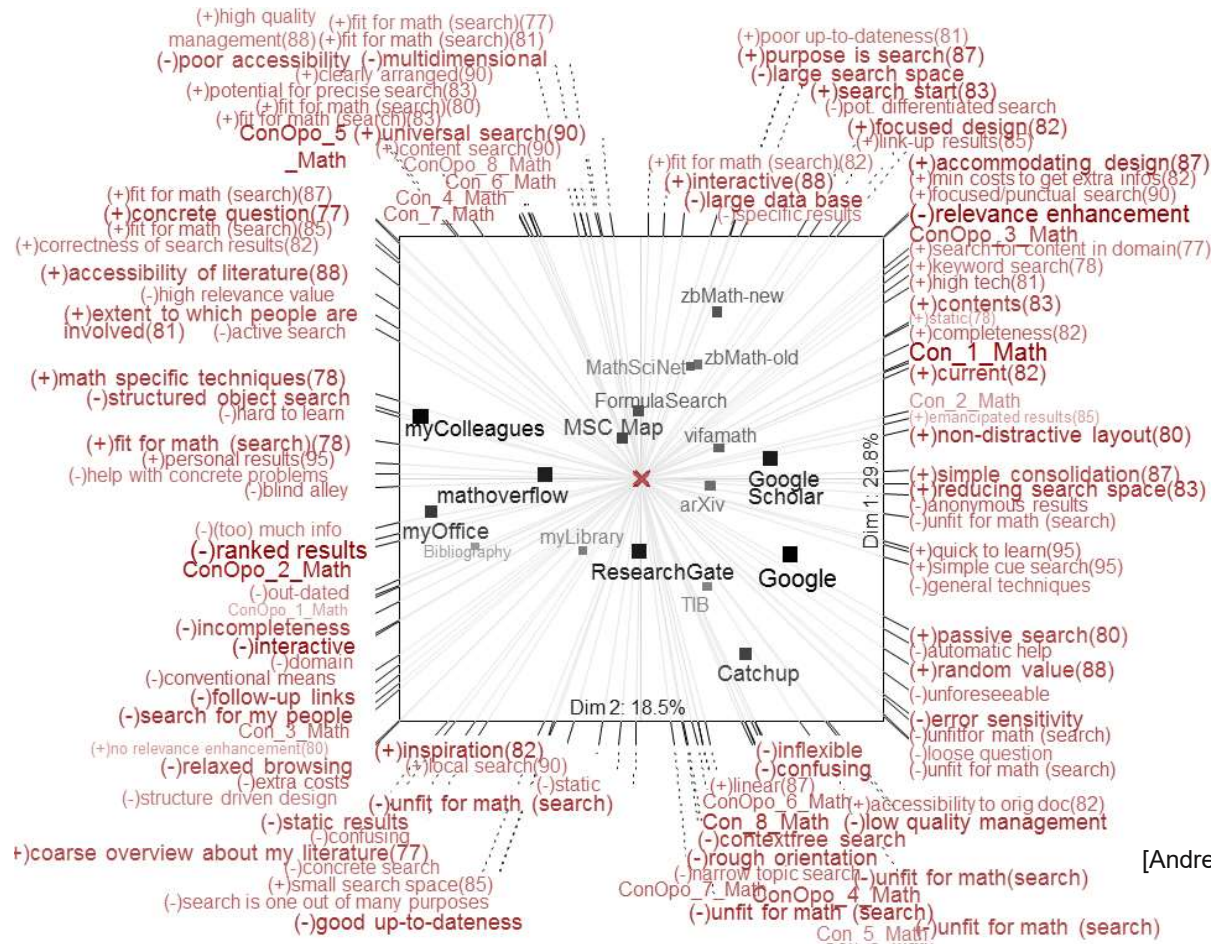 (+)high quality
management(88)
(+)fit for math (search)(77)
(+)fit for math (search)(81)
(-)poor accessibility
(-)multidimensional
(+)clearly arranged(90)
(+)potential for precise search(83)
(+)fit for math (search)(80)
(+)fit for math (search)(83)
ConOpo_5
_Math
(+)universal search(90)
(+)content search(90)
ConOpo_8_Math
Con_6_Math
Con_4_Math
Con_7_Math
(+)poor up-to-dateness(81)
(+)purpose is search(87)
(-)large search space
(+)search start(83)
(-)pot. differentiated search
(+)focused design(82)
(+)link-up results(85)
(+)fit for math (search)(82)
(+)interactive(88)
(-)large data base
(-)specific results
(+)accommodating design(87)
(+)min costs to get extra infos(82)
(+)focused/punctual search(90)
(-)relevance enhancement
ConOpo_3_Math
(+)search for content in domain(77)
(+)keyword search(78)
(+)high tech(81)
(+)contents(83)
(+)static(78)
(+)completeness(82)
Con_1_Math
(+)current(82)
Con_2_Math
(+)emancipated results(85)
(+)non-distractive layout(80)
(+)simple consolidation(87)
(+)reducing search space(83)
(-)anonymous results
(-)unfit for math (search)
(+)quick to learn(95)
(+)simple cue search(95)
(-)general techniques
(+)passive search(80)
(-)automatic help
(+)random value(88)
(-)unforeseeable
(-)error sensitivity
(-)unfitfor math (search)
(-)loose question
(-)unfit for math (search)
(+)fit for math (search)(87)
(+)concrete question(77)
(+)fit for math (search)(85)
(+)correctness of search results(82)
(+)accessibility of literature(88)
(-)high relevance value
(+)extent to which people are
involved(81)
(-)active search
(+)math specific techniques(78)
(-)structured object search
(-)hard to learn
(+)fit for math (search)(78)
(+)personal results(95)
(-)help with concrete problems
(-)blind alley
(-)(too) much info
(-)ranked results
ConOpo_2_Math
(-)out-dated
ConOpo_1_Math
(-)incompleteness
(-)interactive
(-)domain
(-)conventional means
(-)follow-up links
(-)search for my people
Con_3_Math
(+)no relevance enhancement(80)
(-)relaxed browsing
(-)extra costs
(-)structure driven design
zbMath-new
MathSciNet
zbMath-old
FormulaSearch
MSC Map
myColleagues
vifamath
Google
Scholar
mathoverflow
arXiv
myOffice
Bibliography
myLibrary
ResearchGate
Google
TIB
Catchup
Dim 1: 29.8%
Dim 2: 18.5%
(+)inspiration(82)
(+)local search(90)
(-)static
(-)unfit for math (search)
(-)static results
(-)confusing
+)coarse overview about my literature(77)
(-)concrete search
(+)small search space(85)
(-)search is one out of many purposes
(-)good up-to-dateness
(-)inflexible
(-)confusing
(+)linear(87)
ConOpo_6_Math
(+)accessibility to orig doc(82)
Con_8_Math
(-)low quality management
(-)contextfree search
(-)rough orientation
(-)narrow topic search
(-)unfit for math(search)
ConOpo_7_Math
ConOpo_4_Math
(-)unfit for math (search)
Con_5_Math
(-)unfit for math (search)
[Andre